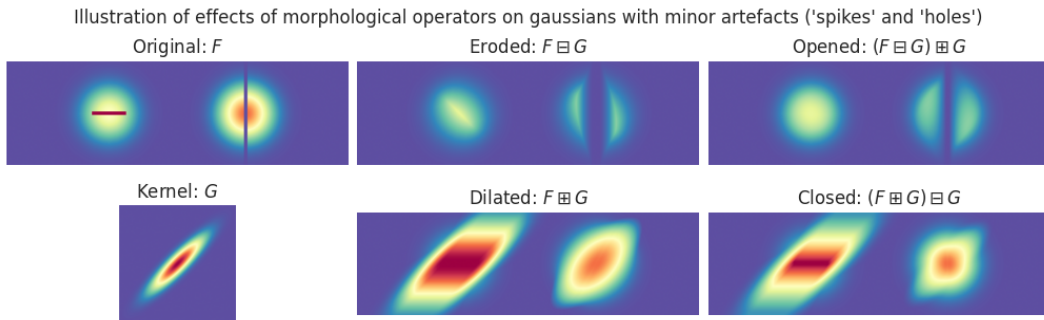 Illustration of effects of morphological operators on gaussians with minor artefacts ('spikes' and 'holes')
Original: F
Eroded: F ⊟ G
Opened: (F ⊟ G) ⊞ G
Kernel: G
Dilated: F ⊞ G
Closed: (F ⊞ G) ⊟ G